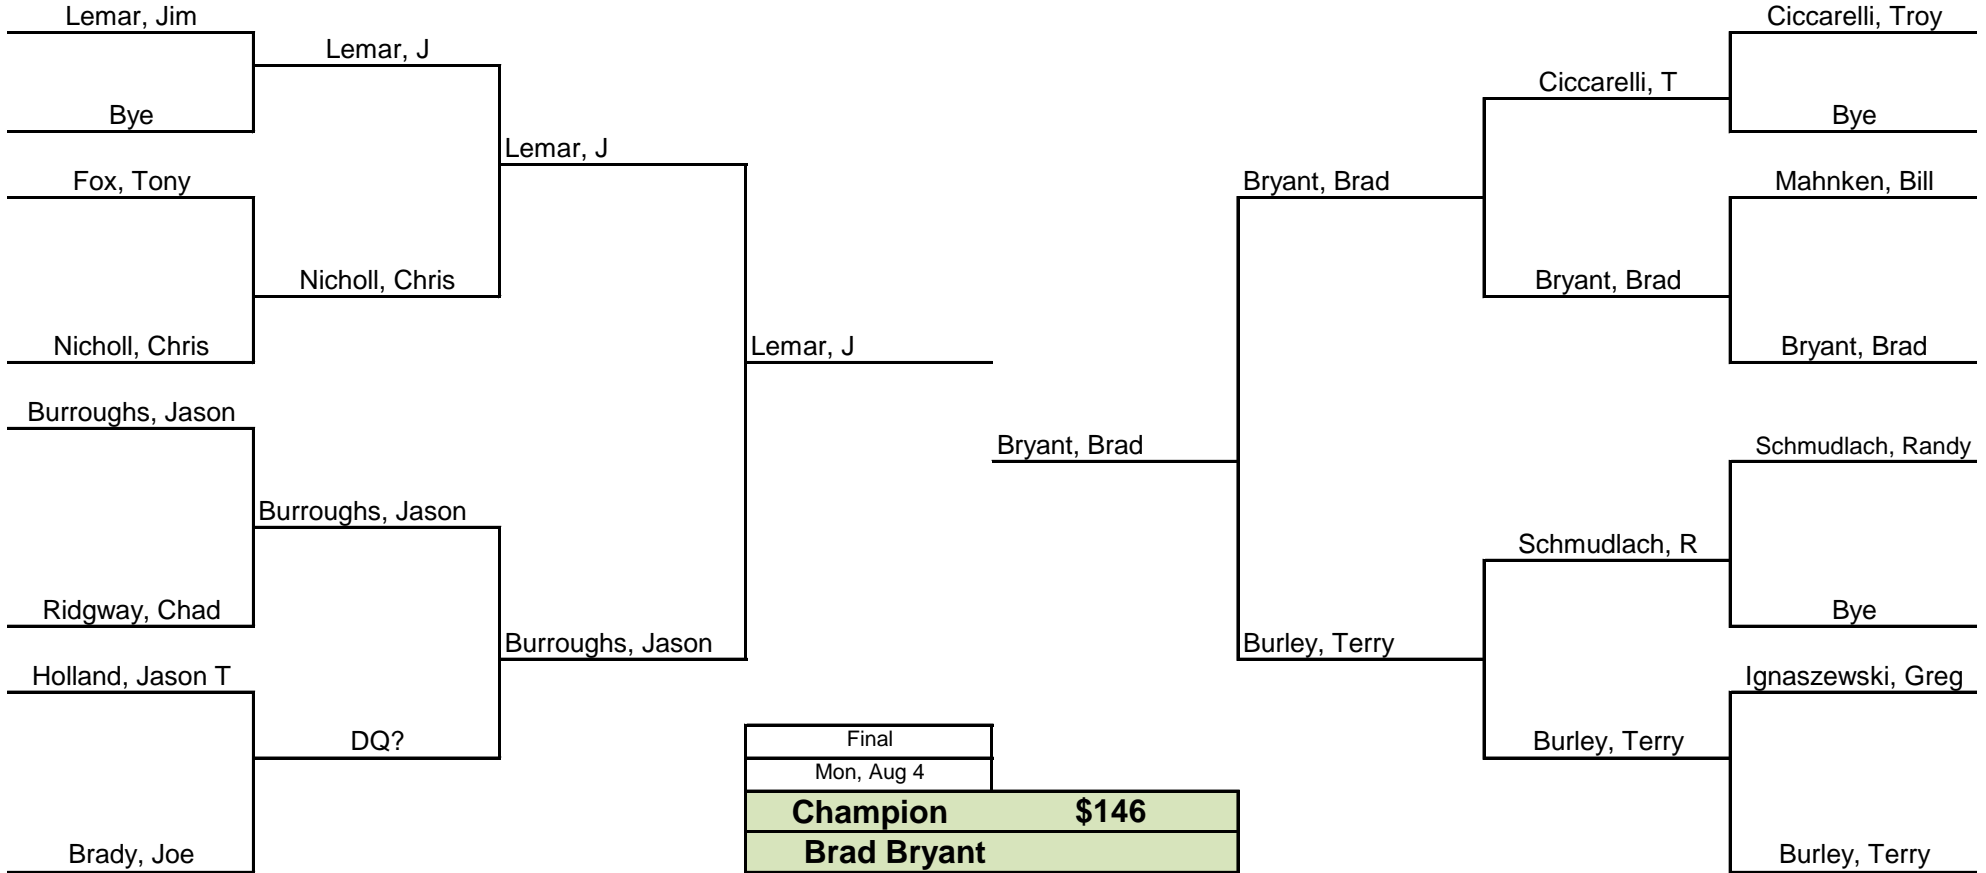 Lemar, Jim
Ciccarelli, Troy
Lemar, J
Ciccarelli, T
Bye
Bye
Lemar, J
Fox, Tony
Bryant, Brad
Mahnken, Bill
Nicholl, Chris
Bryant, Brad
Nicholl, Chris
Lemar, J
Bryant, Brad
Burroughs, Jason
Bryant, Brad
Schmudlach, Randy
Burroughs, Jason
Schmudlach, R
Ridgway, Chad
Bye
Burroughs, Jason
Burley, Terry
Holland, Jason T
Ignaszewski, Greg
DQ?
Final
Burley, Terry
Mon, Aug 4
Champion $146
Brad Bryant
Brady, Joe
Burley, Terry